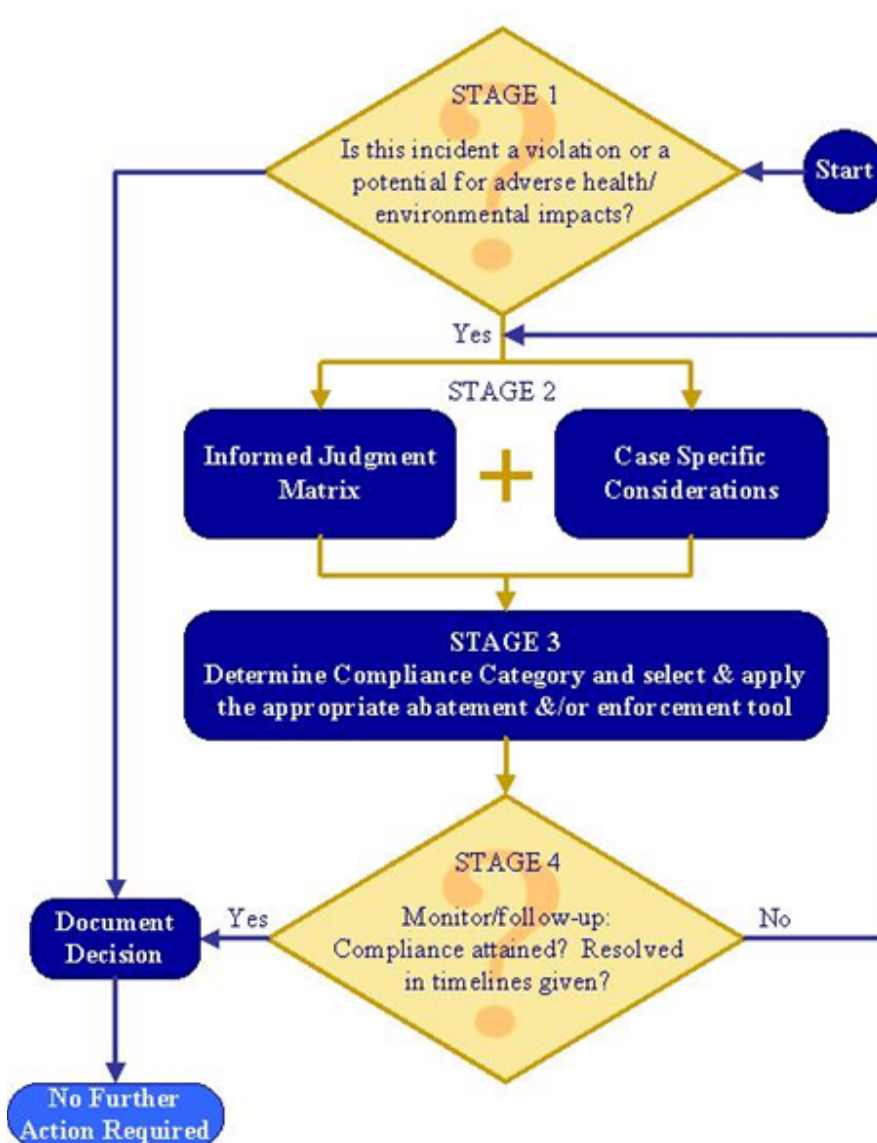 STAGE 1
Is this incident a violation or a
potential for adverse health/
environmental impacts?
Start
Yes
STAGE 2
Informed Judgment
Matrix
+
Case Specific
Considerations
STAGE 3
Determine Compliance Category and select & apply
the appropriate abatement &/or enforcement tool
STAGE 4
Monitor/follow-up:
Compliance attained?  Resolved
in timelines given?
Yes
No
Document
Decision
No Further
Action Required